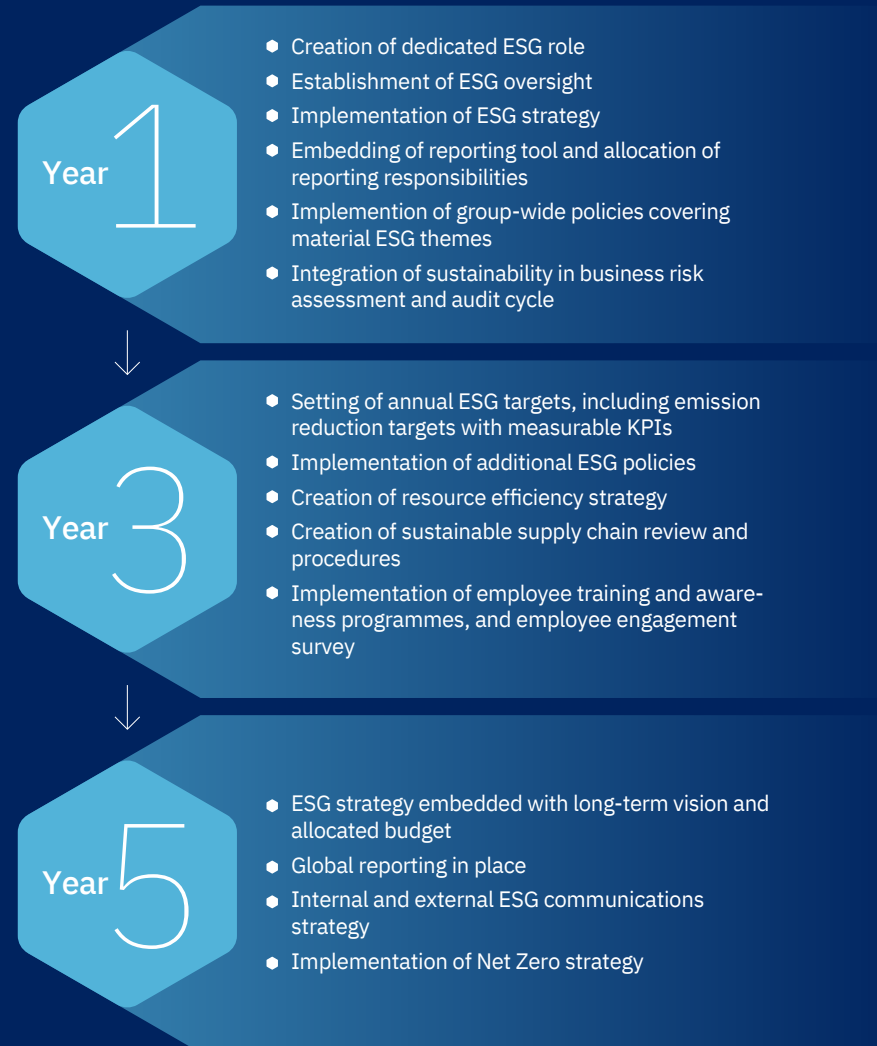 Year 1
Creation of dedicated ESG role
Establishment of ESG oversight
Implementation of ESG strategy
Embedding of reporting tool and allocation of
reporting responsibilities
Implemention of group-wide policies covering
material ESG themes
Integration of sustainability in business risk
assessment and audit cycle
Year 3
Setting of annual ESG targets, including emission
reduction targets with measurable KPIs
Implementation of additional ESG policies
Creation of resource efficiency strategy
Creation of sustainable supply chain review and
procedures
Implementation of employee training and aware-
ness programmes, and employee engagement
survey
Year 5
ESG strategy embedded with long-term vision and
allocated budget
Global reporting in place
Internal and external ESG communications
strategy
Implementation of Net Zero strategy